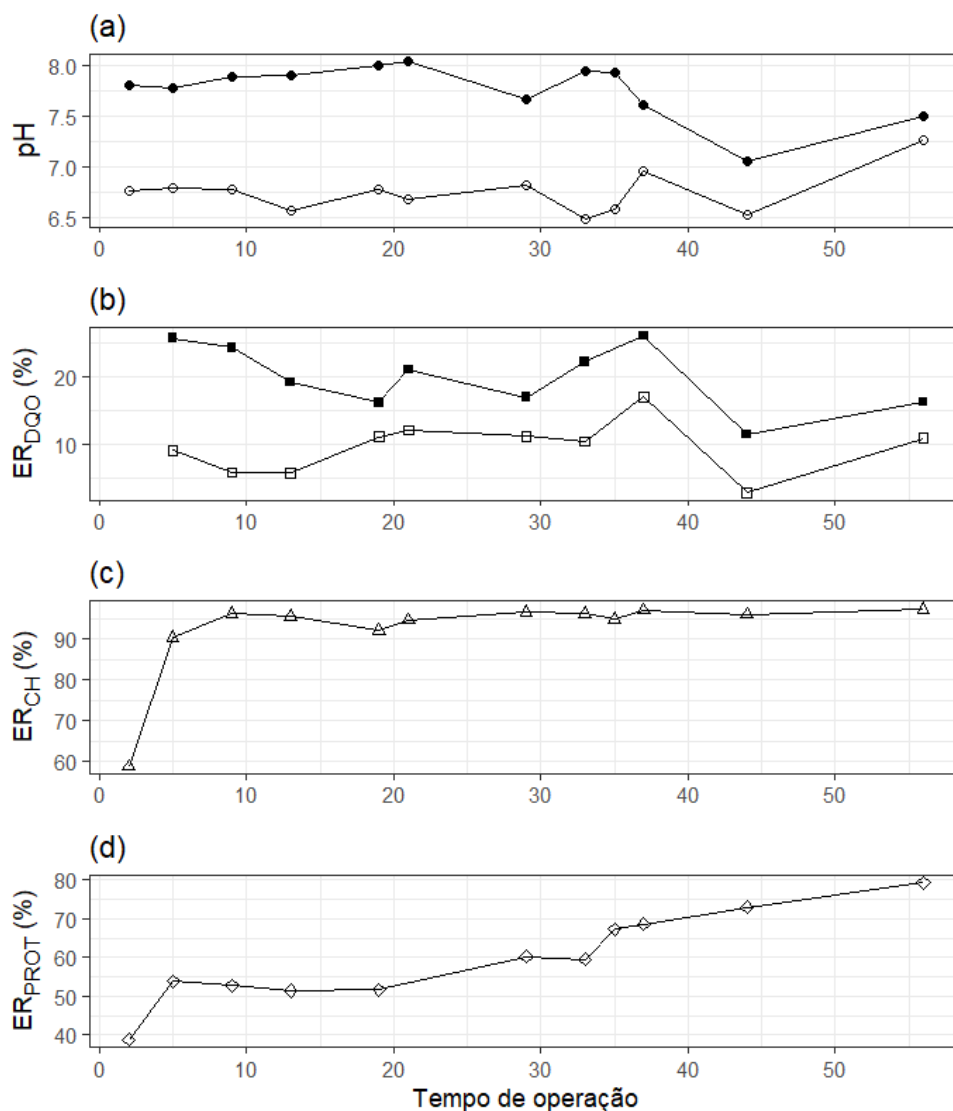 (a)
pH
8.0
7.5
7.0
6.5
0 10 20 30 40 50
(b)
ER_DQO (%)
20
10
0 10 20 30 40 50
(c)
ER_CH (%)
90
80
70
60
0 10 20 30 40 50
(d)
ER_PROT (%)
80
70
60
50
40
0 10 20 30 40 50
Tempo de operação